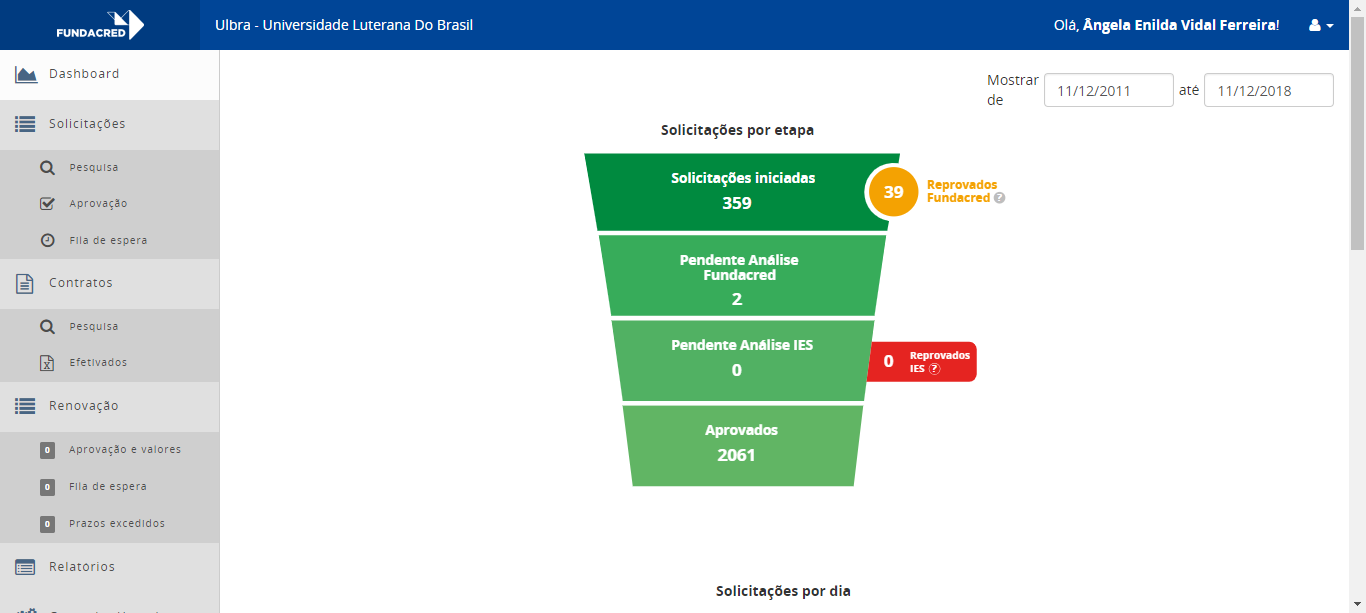 FUNDACRED
Ulbra - Universidade Luterana Do Brasil
Olá, Ângela Enilda Vidal Ferreira!
Dashboard
Solicitações
Pesquisa
Aprovação
Fila de espera
Contratos
Pesquisa
Efetivados
Renovação
0 Aprovação e valores
0 Fila de espera
0 Prazos excedidos
Relatórios
Mostrar
de
11/12/2011 até 11/12/2018
Solicitações por etapa
Solicitações iniciadas
359
39
Reprovados
Fundacred ?
Pendente Análise
Fundacred
2
Pendente Análise IES
0
0
Reprovados
IES ?
Aprovados
2061
Solicitações por dia